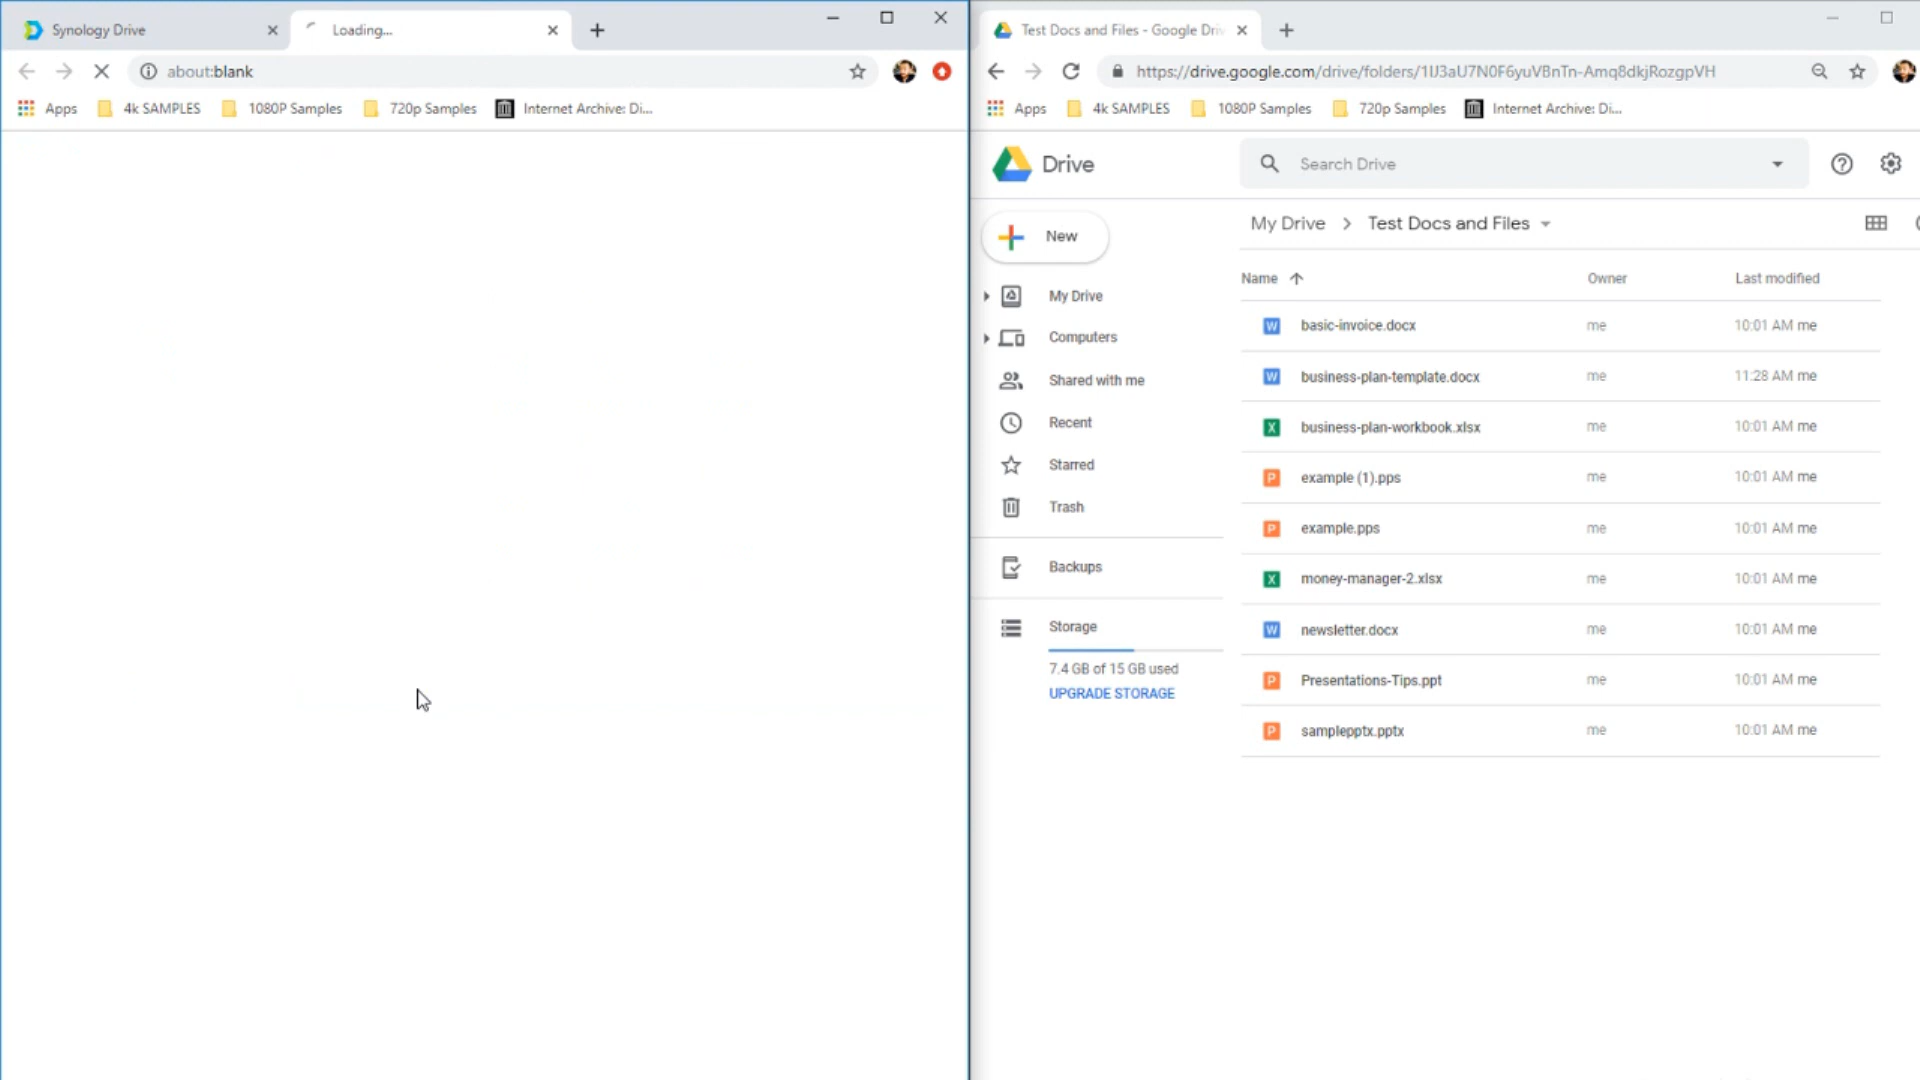 Synology Drive
Loading...
about:blank
Apps
4k SAMPLES
1080P Samples
720p Samples
Internet Archive: Di...
Test Docs and Files - Google Driv
https://drive.google.com/drive/folders/1IJ3aU7N0F6yuVBnTn-Amq8dkjRozgpVH
Apps
4k SAMPLES
1080P Samples
720p Samples
Internet Archive: Di...
Drive
Search Drive
New
My Drive
Computers
Shared with me
Recent
Starred
Trash
Backups
Storage
7.4 GB of 15 GB used
UPGRADE STORAGE
My Drive > Test Docs and Files
Name Owner Last modified
basic-invoice.docx me 10:01 AM me
business-plan-template.docx me 11:28 AM me
business-plan-workbook.xlsx me 10:01 AM me
example (1).pps me 10:01 AM me
example.pps me 10:01 AM me
money-manager-2.xlsx me 10:01 AM me
newsletter.docx me 10:01 AM me
Presentations-Tips.ppt me 10:01 AM me
samplepptx.pptx me 10:01 AM me